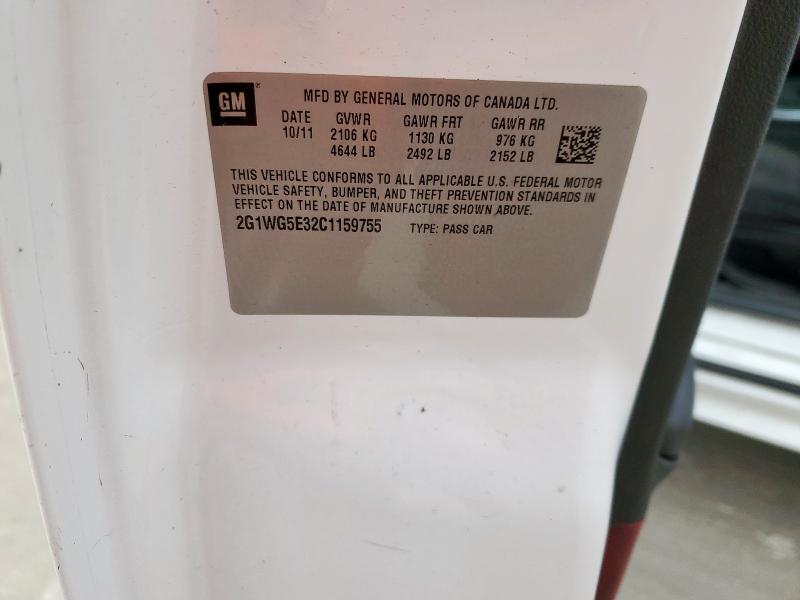 GM
MFD BY GENERAL MOTORS OF CANADA LTD.
DATE GVWR GAWR FRT GAWR RR
10/11 2106 KG 1130 KG 976 KG
4644 LB 2492 LB 2152 LB
THIS VEHICLE CONFORMS TO ALL APPLICABLE U.S. FEDERAL MOTOR
VEHICLE SAFETY, BUMPER, AND THEFT PREVENTION STANDARDS IN
EFFECT ON THE DATE OF MANUFACTURE SHOWN ABOVE.
2G1WG5E32C1159755 TYPE: PASS CAR